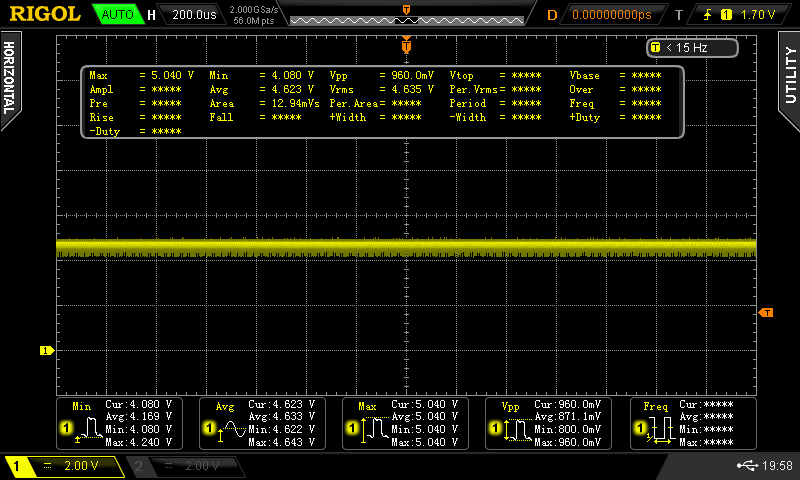 RIGOL AUTO H 200.0us 2.000GSa/s 56.0M pts D 0.00000000ps T 1 1.70 V
T < 15 Hz
HORIZONTAL
UTILITY
Max = 5.040 V Min = 4.080 V Vpp = 960.0mV Vtop = ***** Vbase = *****
Ampl = ***** Avg = 4.623 V Vrms = 4.635 V Per.Vrms= ***** Over = *****
Pre = ***** Area = 12.94mVs Per.Area= ***** Period = ***** Freq = *****
Rise = ***** Fall = ***** +Width = ***** -Width = ***** +Duty = *****
-Duty = *****
T
T
1
Min Cur:4.080 V
Avg:4.169 V
1 Min:4.080 V
Max:4.240 V
Avg Cur:4.623 V
Avg:4.633 V
1 Min:4.622 V
Max:4.643 V
Max Cur:5.040 V
Avg:5.040 V
1 Min:5.040 V
Max:5.040 V
Vpp Cur:960.0mV
Avg:871.1mV
1 Min:800.0mV
Max:960.0mV
Freq Cur:*****
Avg:*****
1 Min:*****
Max:*****
1 2.00 V 2 2.00 V 19:58